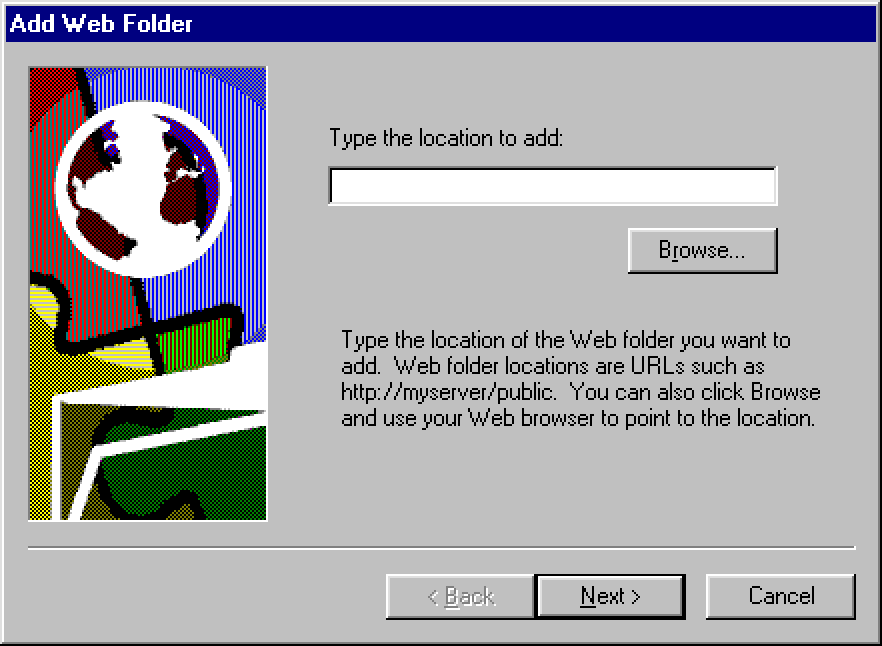 Add Web Folder
Type the location to add:
Browse...
Type the location of the Web folder you want to
add.  Web folder locations are URLs such as
http://myserver/public.  You can also click Browse
and use your Web browser to point to the location.
< Back
Next >
Cancel